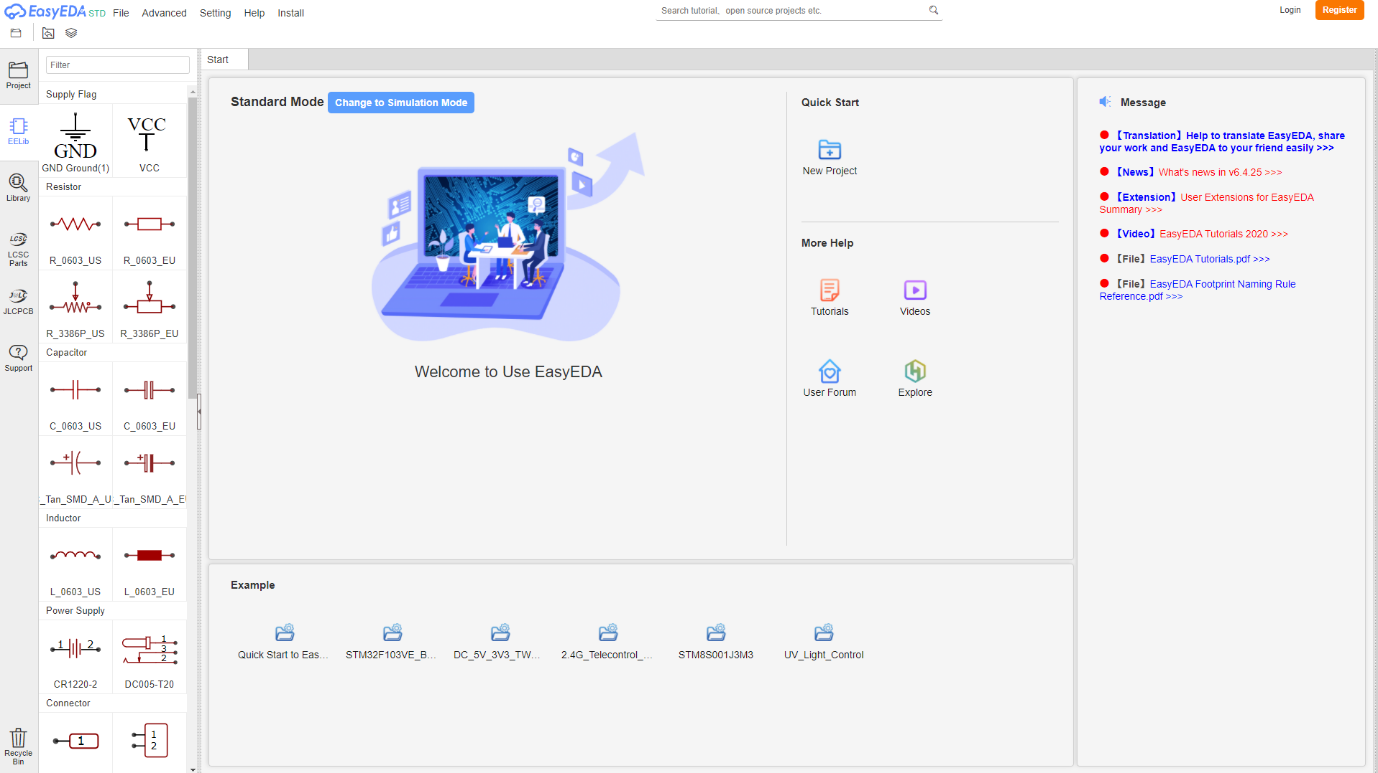 EasyEDA STD File Advanced Setting Help Install
Search tutorial, open source projects etc.
Login
Register
Project
EELib
Library
LCSC
LCSC
Parts
JLCPCB
Support
Recycle
Bin
Filter
Supply Flag
GND
VCC
GND Ground(1) VCC
Resistor
R_0603_US R_0603_EU
R_3386P_US R_3386P_EU
Capacitor
C_0603_US C_0603_EU
+ +
_Tan_SMD_A_U _Tan_SMD_A_E
Inductor
L_0603_US L_0603_EU
Power Supply
1 2
1
3
2
CR1220-2 DC005-T20
Connector
1
1
2
Start
Standard Mode Change to Simulation Mode
Welcome to Use EasyEDA
Quick Start
New Project
More Help
Tutorials Videos
User Forum Explore
Example
Quick Start to Eas... STM32F103VE_B... DC_5V_3V3_TW... 2.4G_Telecontrol_... STM8S001J3M3 UV_Light_Control
Message
【Translation】Help to translate EasyEDA, share
your work and EasyEDA to your friend easily >>>
【News】What's news in v6.4.25 >>>
【Extension】User Extensions for EasyEDA
Summary >>>
【Video】EasyEDA Tutorials 2020 >>>
【File】EasyEDA Tutorials.pdf >>>
【File】EasyEDA Footprint Naming Rule
Reference.pdf >>>